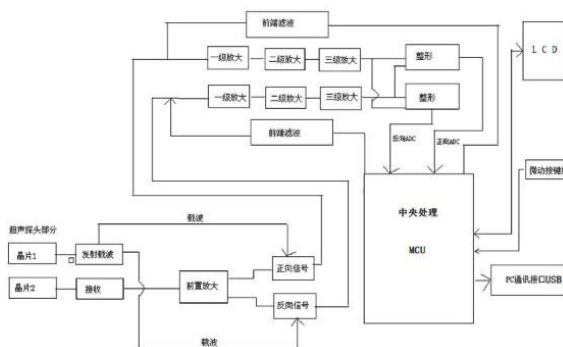 前端滤波
LCD
一级放大
二级放大
三级放大
整形
一级放大
二级放大
三级放大
整形
前端滤波
反向ADC
正向ADC
微动按键
中央处理
MCU
载波
超声探头部分
晶片1
发射载波
正向信号
PC通讯接口USB
晶片2
接收
前置放大
反向信号
载波